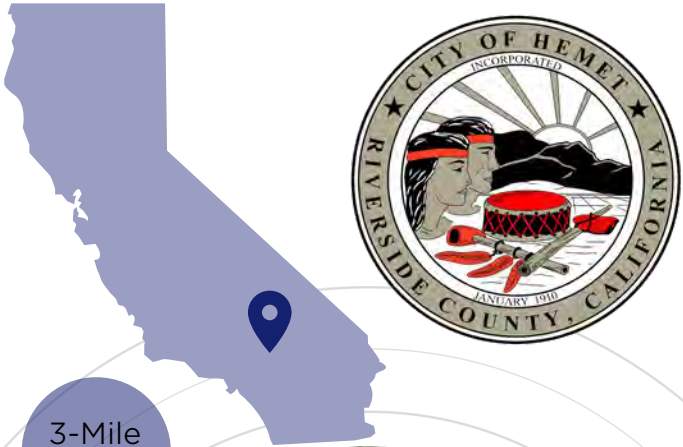 CITY OF HEMET
INCORPORATED
RIVERSIDE COUNTY, CALIFORNIA
JANUARY 1910
3-Mile